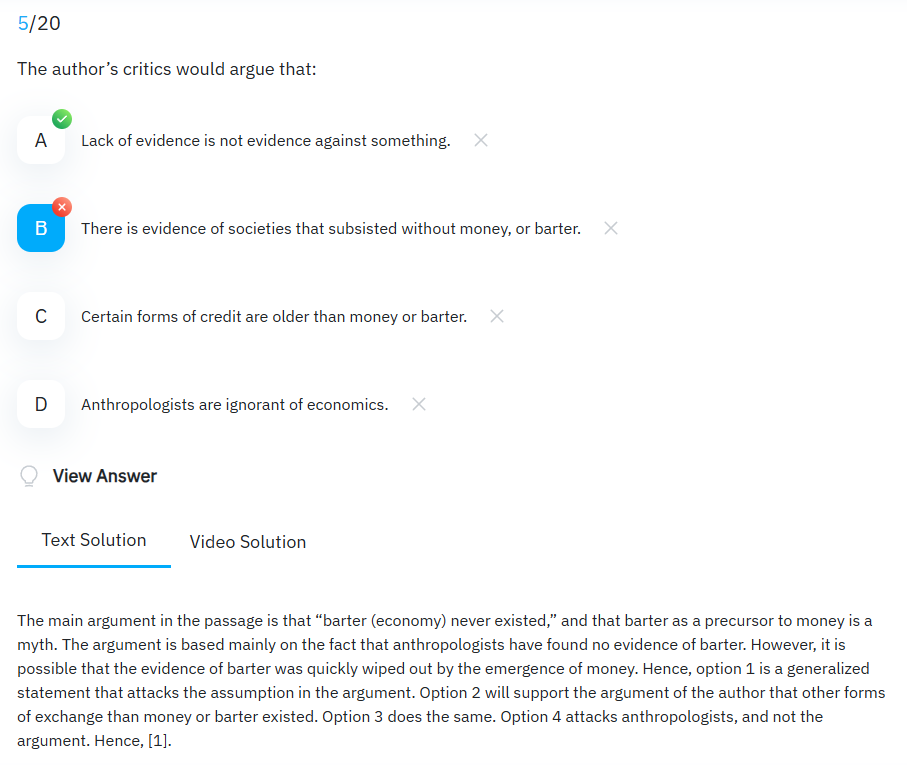 5/20
The author’s critics would argue that:
A Lack of evidence is not evidence against something.
B There is evidence of societies that subsisted without money, or barter.
C Certain forms of credit are older than money or barter.
D Anthropologists are ignorant of economics.
View Answer
Text Solution Video Solution
The main argument in the passage is that “barter (economy) never existed,” and that barter as a precursor to money is a
myth. The argument is based mainly on the fact that anthropologists have found no evidence of barter. However, it is
possible that the evidence of barter was quickly wiped out by the emergence of money. Hence, option 1 is a generalized
statement that attacks the assumption in the argument. Option 2 will support the argument of the author that other forms
of exchange than money or barter existed. Option 3 does the same. Option 4 attacks anthropologists, and not the
argument. Hence, [1].